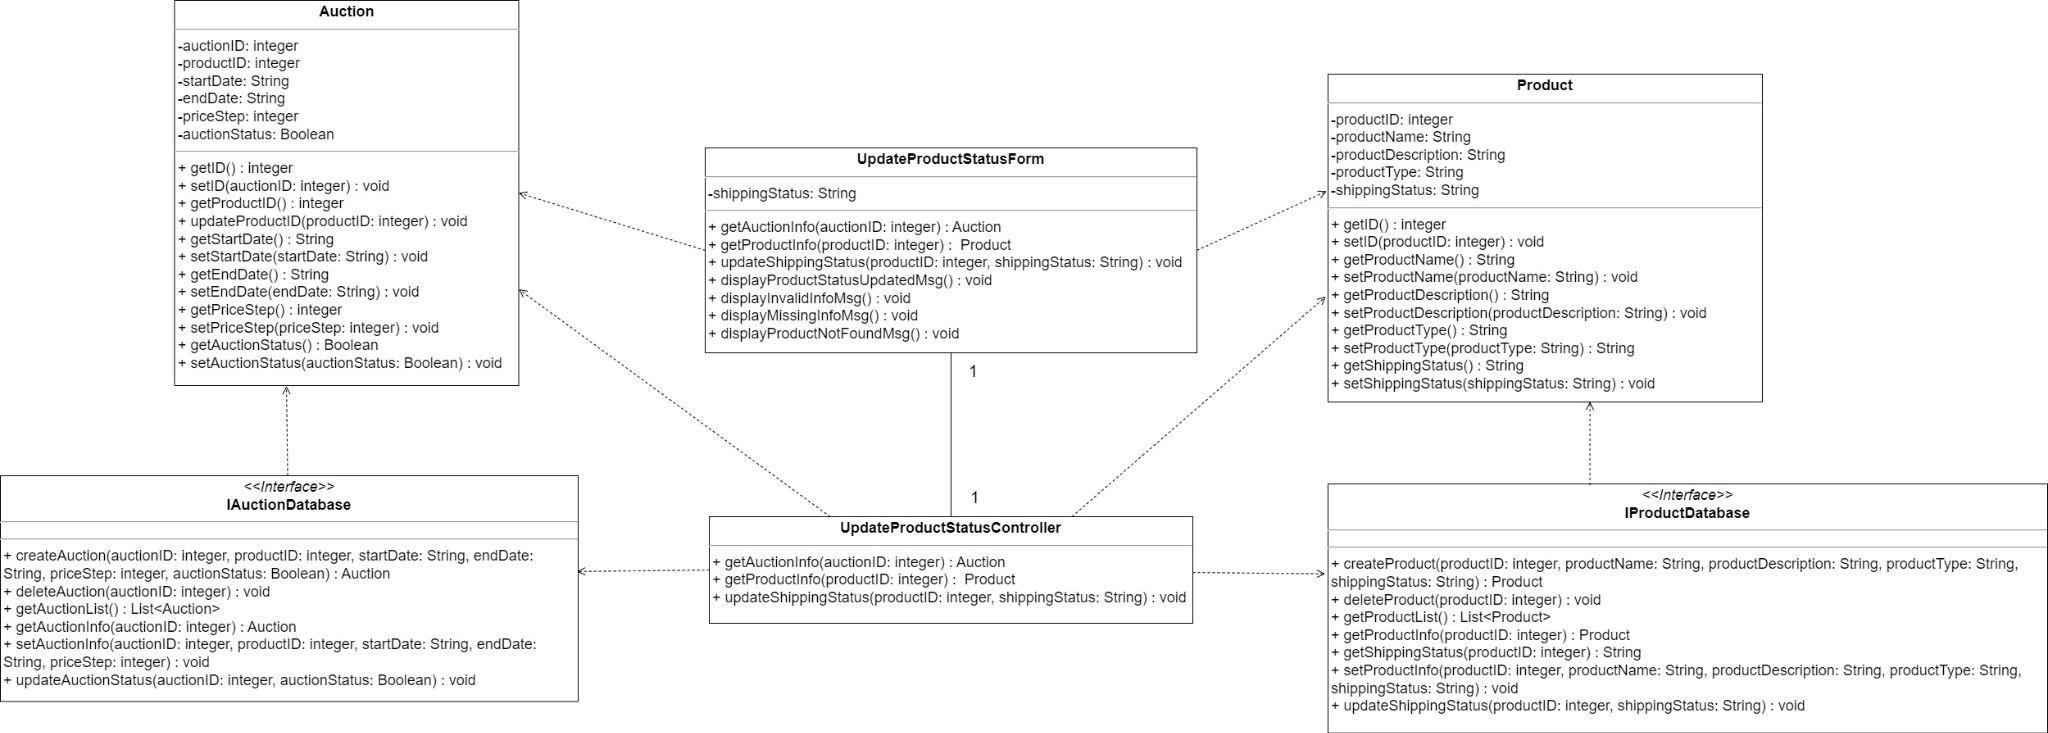 Auction
-auctionID: integer
-productID: integer
-startDate: String
-endDate: String
-priceStep: integer
-auctionStatus: Boolean
+ getID() : integer
+ setID(auctionID: integer) : void
+ getProductID() : integer
+ updateProductID(productID: integer) : void
+ getStartDate() : String
+ setStartDate(startDate: String) : void
+ getEndDate() : String
+ setEndDate(endDate: String) : void
+ getPriceStep() : integer
+ setPriceStep(priceStep: integer) : void
+ getAuctionStatus() : Boolean
+ setAuctionStatus(auctionStatus: Boolean) : void
UpdateProductStatusForm
-shippingStatus: String
+ getAuctionInfo(auctionID: integer) : Auction
+ getProductInfo(productID: integer) :  Product
+ updateShippingStatus(productID: integer, shippingStatus: String) : void
+ displayProductStatusUpdatedMsg() : void
+ displayInvalidInfoMsg() : void
+ displayMissingInfoMsg() : void
+ displayProductNotFoundMsg() : void
Product
-productID: integer
-productName: String
-productDescription: String
-productType: String
-shippingStatus: String
+ getID() : integer
+ setID(productID: integer) : void
+ getProductName() : String
+ setProductName(productName: String) : void
+ getProductDescription() : String
+ setProductDescription(productDescription: String) : void
+ getProductType() : String
+ setProductType(productType: String) : String
+ getShippingStatus() : String
+ setShippingStatus(shippingStatus: String) : void
1
1
<<Interface>>
IAuctionDatabase
+ createAuction(auctionID: integer, productID: integer, startDate: String, endDate:
String, priceStep: integer, auctionStatus: Boolean) : Auction
+ deleteAuction(auctionID: integer) : void
+ getAuctionList() : List<Auction>
+ getAuctionInfo(auctionID: integer) : Auction
+ setAuctionInfo(auctionID: integer, productID: integer, startDate: String, endDate:
String, priceStep: integer) : void
+ updateAuctionStatus(auctionID: integer, auctionStatus: Boolean) : void
UpdateProductStatusController
+ getAuctionInfo(auctionID: integer) : Auction
+ getProductInfo(productID: integer) :  Product
+ updateShippingStatus(productID: integer, shippingStatus: String) : void
<<Interface>>
IProductDatabase
+ createProduct(productID: integer, productName: String, productDescription: String, productType: String,
shippingStatus: String) : Product
+ deleteProduct(productID: integer) : void
+ getProductList() : List<Product>
+ getProductInfo(productID: integer) : Product
+ getShippingStatus(productID: integer) : String
+ setProductInfo(productID: integer, productName: String, productDescription: String, productType: String,
shippingStatus: String) : void
+ updateShippingStatus(productID: integer, shippingStatus: String) : void